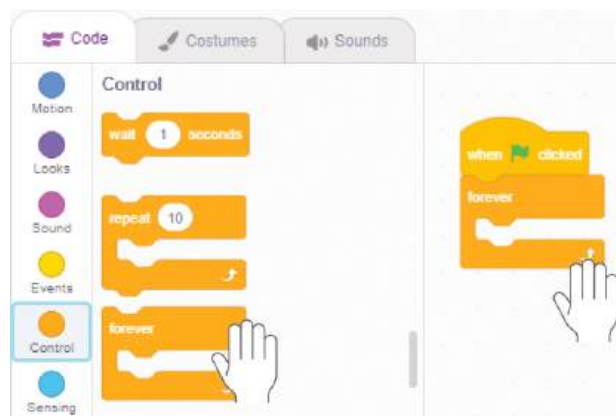 Code
Costumes
Sounds
Motion
Looks
Sound
Events
Control
Sensing
Control
wait 1 seconds
repeat 10
forever
when clicked
forever